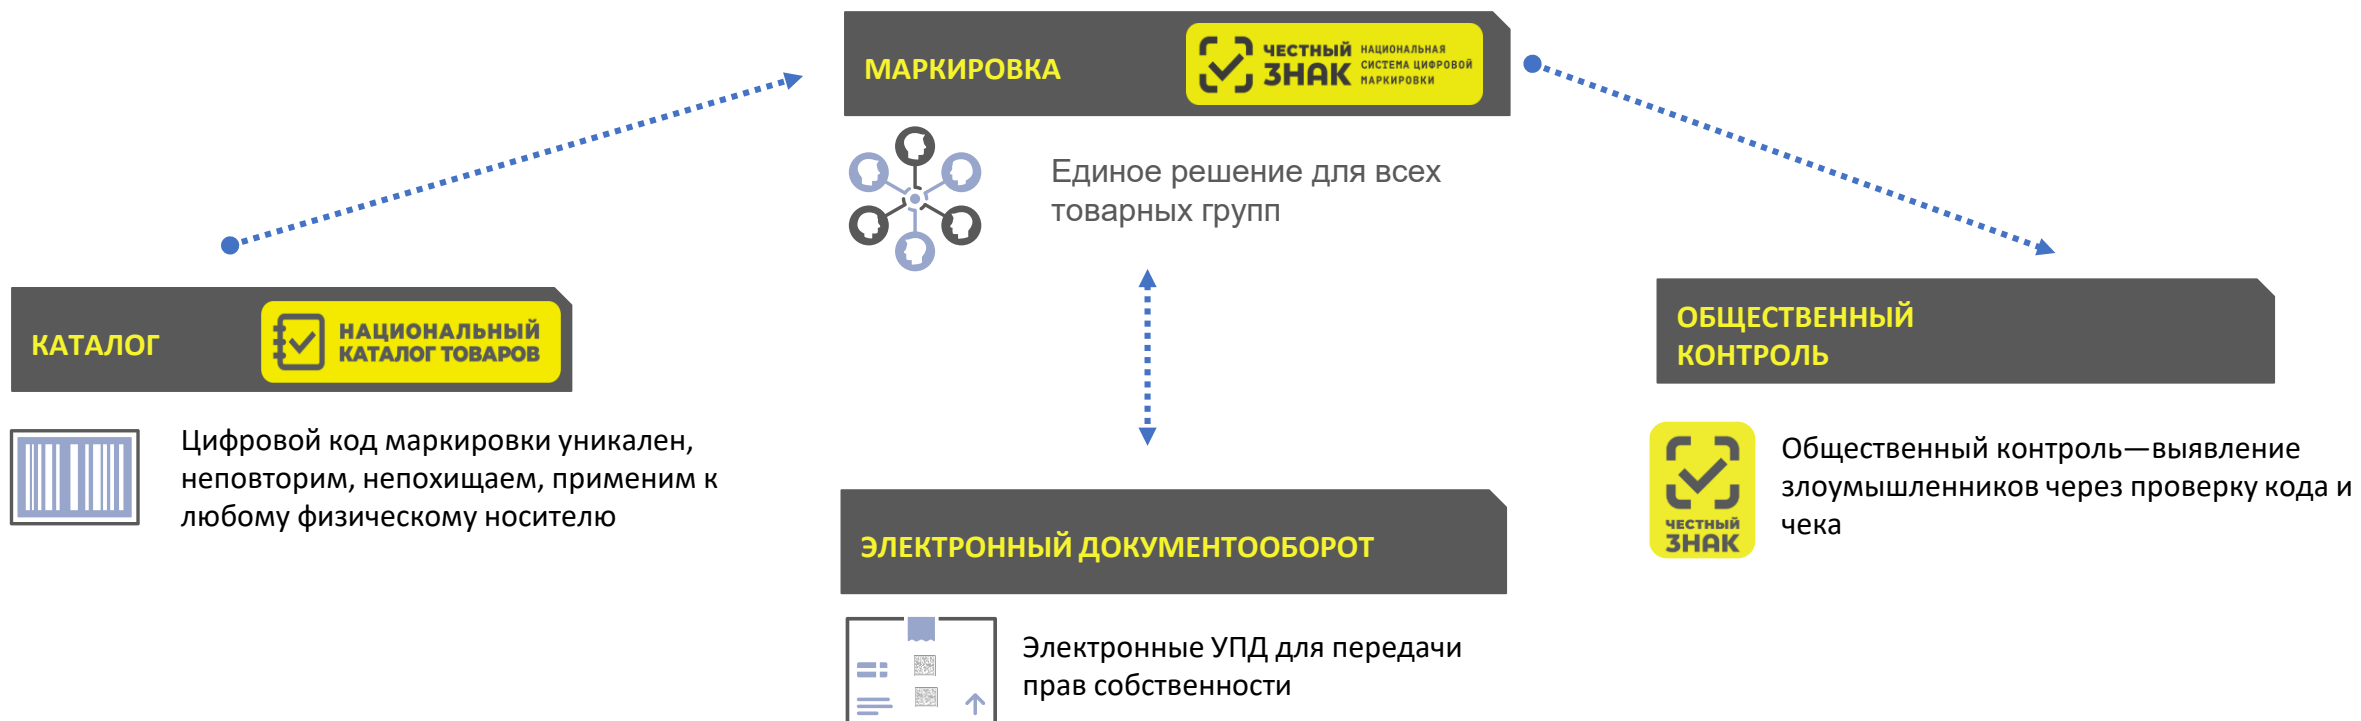 МАРКИРОВКА
ЧЕСТНЫЙ
ЗНАК
НАЦИОНАЛЬНАЯ
СИСТЕМА ЦИФРОВОЙ
МАРКИРОВКИ
Единое решение для всех
товарных групп
КАТАЛОГ
НАЦИОНАЛЬНЫЙ
КАТАЛОГ ТОВАРОВ
Цифровой код маркировки уникален,
неповторим, непохищаем, применим к
любому физическому носителю
ЭЛЕКТРОННЫЙ ДОКУМЕНТООБОРОТ
Электронные УПД для передачи
прав собственности
ОБЩЕСТВЕННЫЙ
КОНТРОЛЬ
ЧЕСТНЫЙ
ЗНАК
Общественный контроль—выявление
злоумышленников через проверку кода и
чека